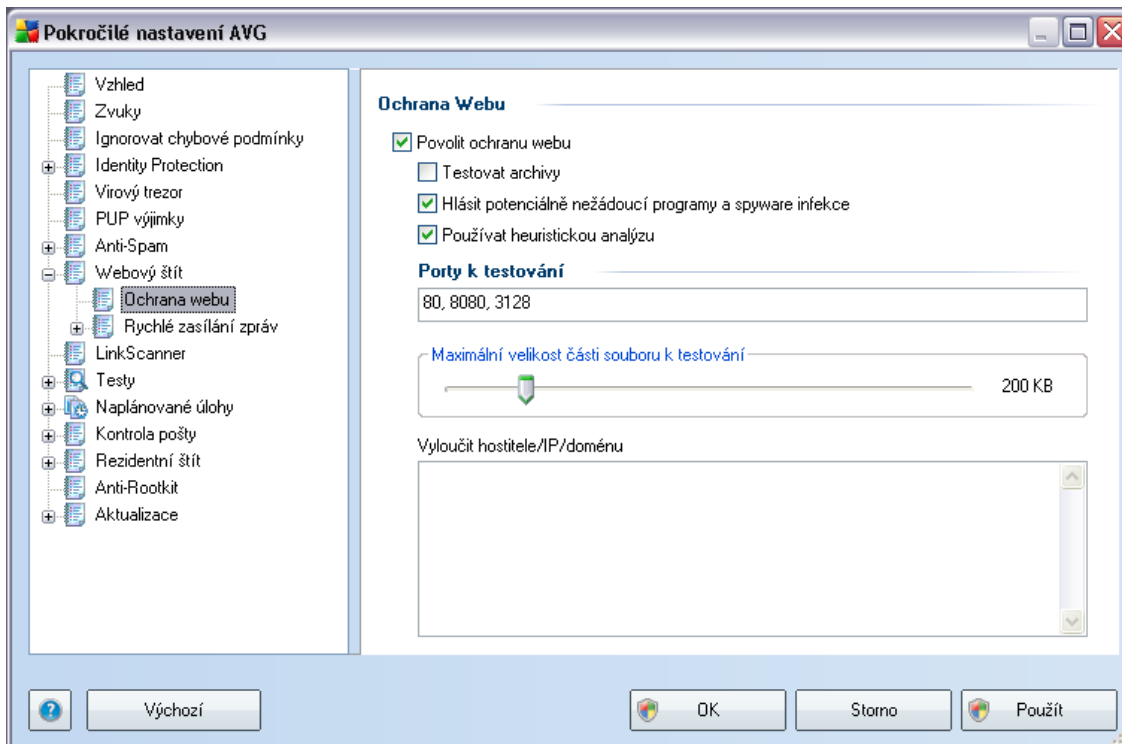 Pokročilé nastavení AVG
Vzhled
Zvuky
Ignorovat chybové podmínky
Identity Protection
Virový trezor
PUP výjimky
Anti-Spam
Webový štít
Ochrana webu
Rychlé zasílání zpráv
LinkScanner
Testy
Naplánované úlohy
Kontrola pošty
Rezidentní štít
Anti-Rootkit
Aktualizace
Ochrana Webu
Povolit ochranu webu
Testovat archivy
Hlásit potenciálně nežádoucí programy a spyware infekce
Používat heuristickou analýzu
Porty k testování
80, 8080, 3128
Maximální velikost části souboru k testování
200 KB
Vyloučit hostitele/IP/doménu
?
Výchozí
OK
Storno
Použít